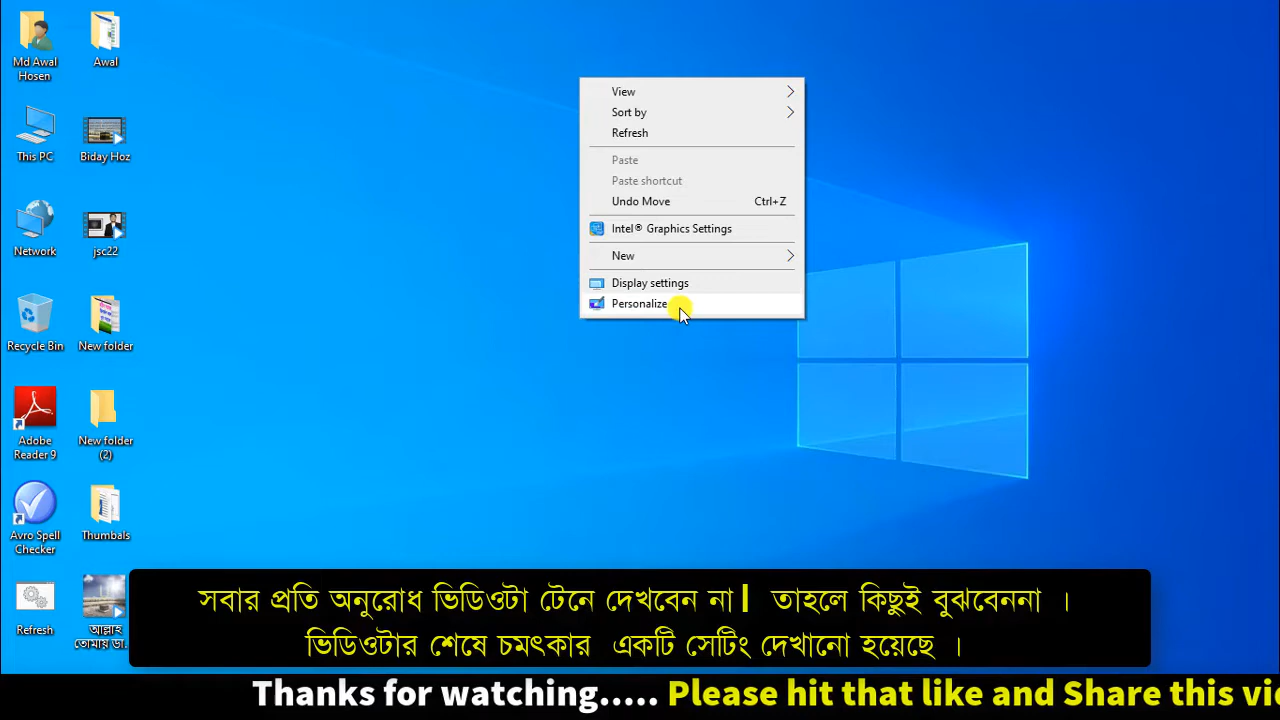 Md Awal
Hosen
Awal
This PC
Biday Hoz
Network
jsc22
Recycle Bin
New folder
Adobe
Reader 9
New folder
(2)
Avro Spell
Checker
Thumbals
Refresh
আল্লাহ
তোমায় ডা.
View
Sort by
Refresh
Paste
Paste shortcut
Undo Move Ctrl+Z
Intel® Graphics Settings
New
Display settings
Personalize
সবার প্রতি অনুরোধ ভিডিওটা টেনে দেখবেন না। তাহলে কিছুই বুঝবেননা ।
ভিডিওটার শেষে চমৎকার একটি সেটিং দেখানো হয়েছে ।
Thanks for watching..... Please hit that like and Share this vi